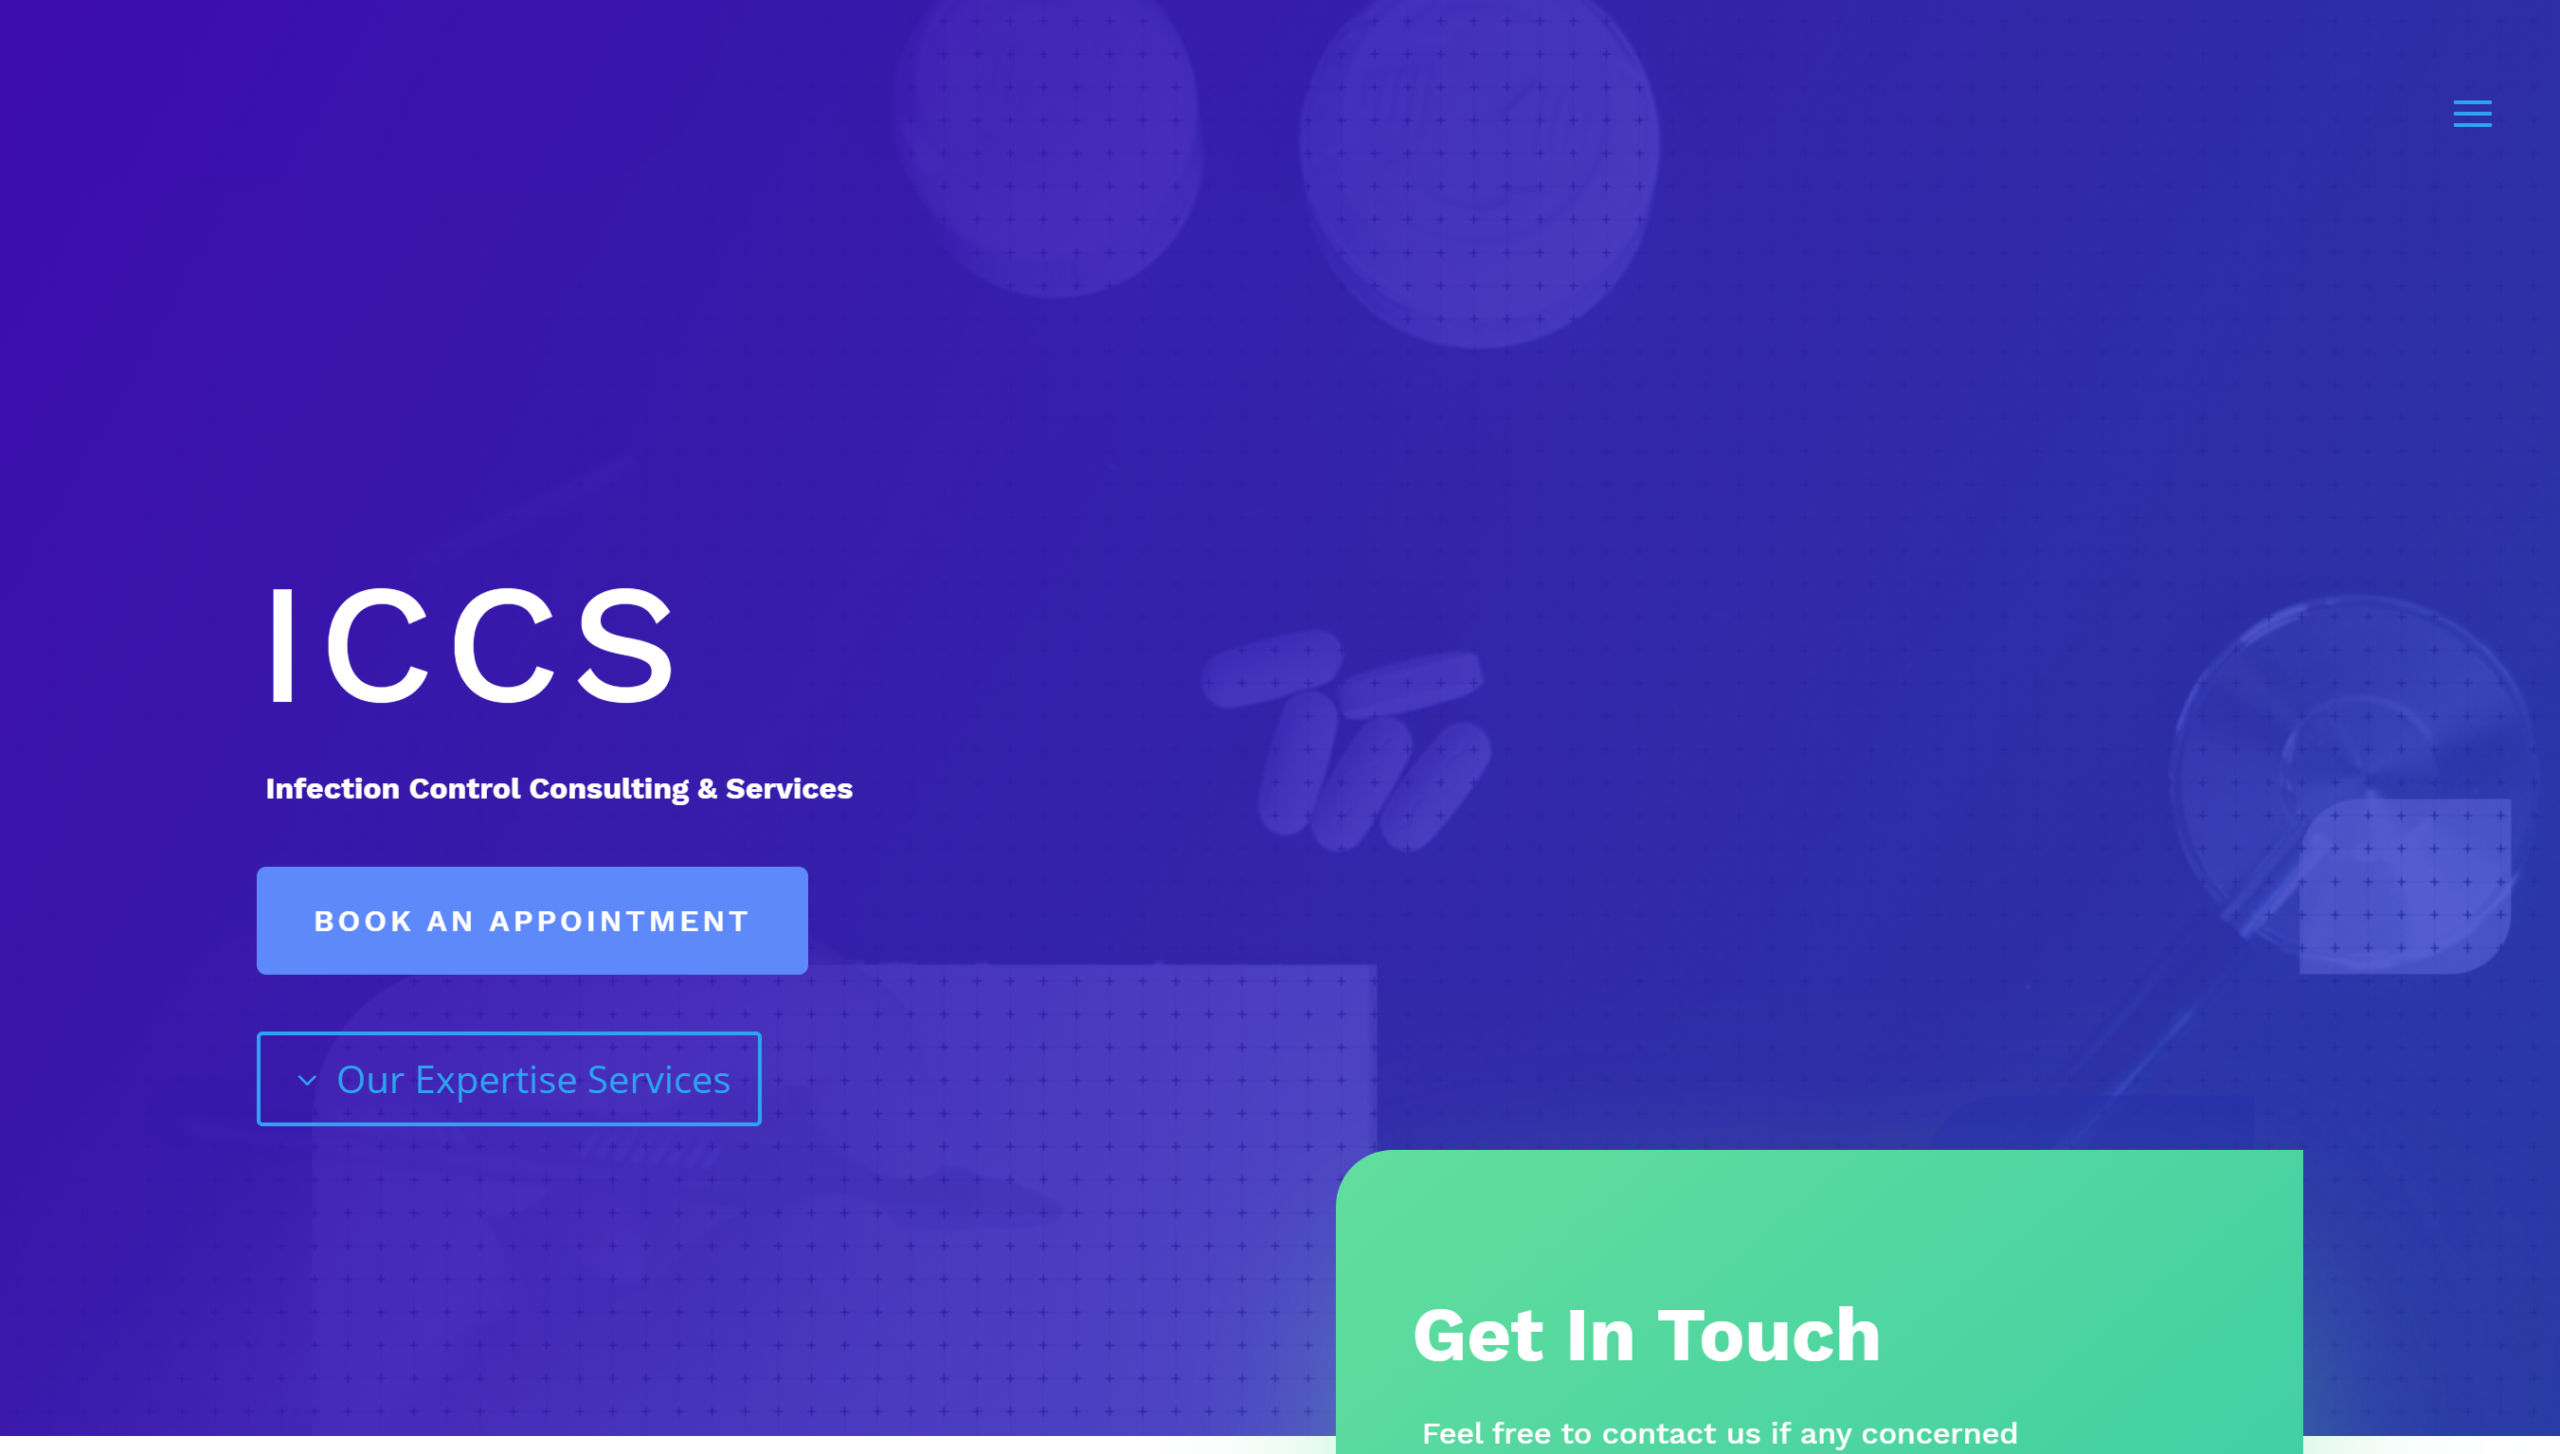 ICCS
Infection Control Consulting & Services
BOOK AN APPOINTMENT
Our Expertise Services
Get In Touch
Feel free to contact us if any concerned